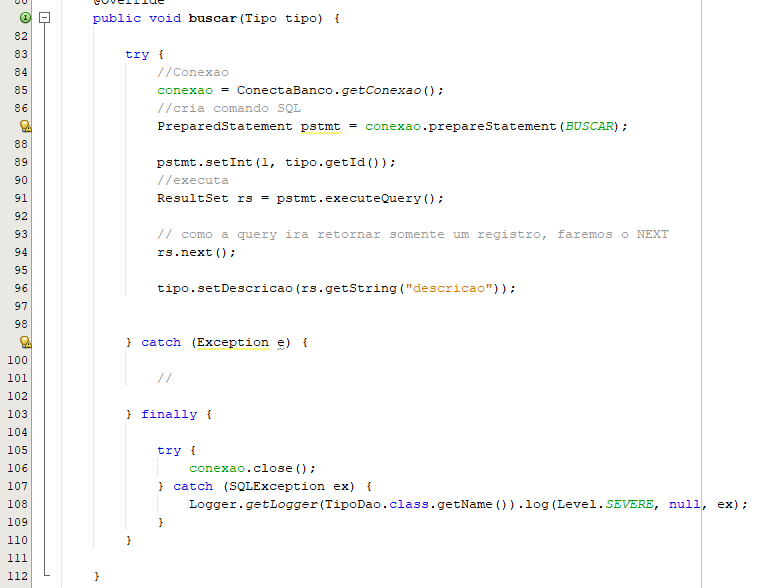 80 @Override
public void buscar(Tipo tipo) {
82
83 try {
84 //Conexao
85 conexao = ConectaBanco.getConexao();
86 //cria comando SQL
PreparedStatement pstmt = conexao.prepareStatement(BUSCAR);
88
89 pstmt.setInt(1, tipo.getId());
90 //executa
91 ResultSet rs = pstmt.executeQuery();
92
93 // como a query ira retornar somente um registro, faremos o NEXT
94 rs.next();
95
96 tipo.setDescricao(rs.getString("descricao"));
97
98
} catch (Exception e) {
100
101 //
102
103 } finally {
104
105 try {
106 conexao.close();
107 } catch (SQLException ex) {
108 Logger.getLogger(TipoDao.class.getName()).log(Level.SEVERE, null, ex);
109 }
110 }
111
112 }